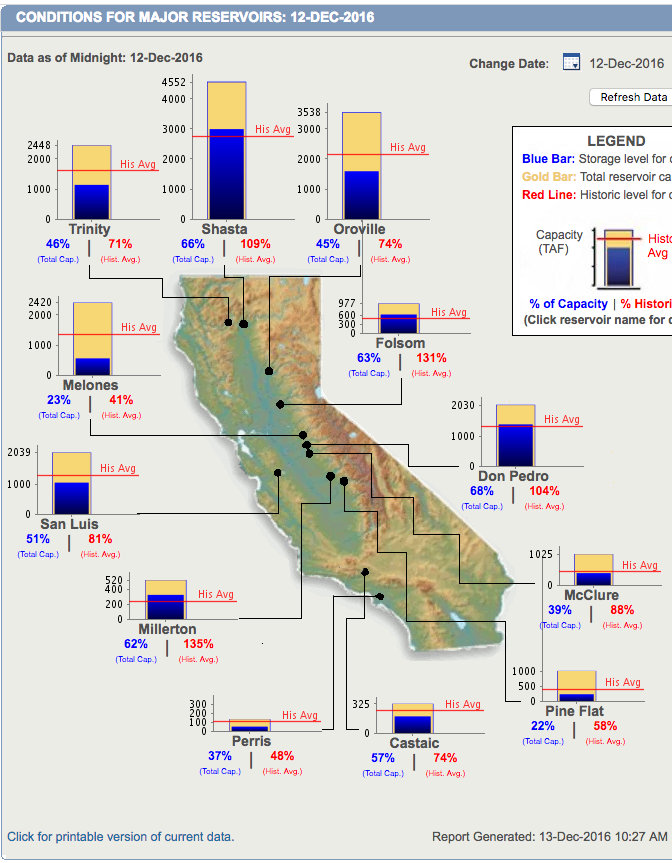 CONDITIONS FOR MAJOR RESERVOIRS: 12-DEC-2016
Data as of Midnight: 12-Dec-2016
Change Date: 12-Dec-2016
Refresh Data
LEGEND
Blue Bar: Storage level for
Gold Bar: Total reservoir
Red Line: Historic level for
Capacity
(TAF)
Avg
% of Capacity | %
(Click reservoir name for
2448
2000
1000
0
His Avg
Trinity
46% | 71%
(Total Cap.) (Hist. Avg.)
4552
4000
3000
2000
1000
0
His Avg
Shasta
66% | 109%
(Total Cap.) (Hist. Avg.)
3538
3000
2000
1000
0
His Avg
Oroville
45% | 74%
(Total Cap.) (Hist. Avg.)
2420
2000
1000
0
His Avg
Melones
23% | 41%
(Total Cap.) (Hist. Avg.)
977
600
300
0
His Avg
Folsom
63% | 131%
(Total Cap.) (Hist. Avg.)
2030
1000
0
His Avg
Don Pedro
68% | 104%
(Total Cap.) (Hist. Avg.)
2039
1000
0
His Avg
San Luis
51% | 81%
(Total Cap.) (Hist. Avg.)
1025
0
His Avg
McClure
39% | 88%
(Total Cap.) (Hist. Avg.)
520
400
200
0
His Avg
Millerton
62% | 135%
(Total Cap.) (Hist. Avg.)
1000
500
0
His Avg
Pine Flat
22% | 58%
(Total Cap.) (Hist. Avg.)
300
200
100
0
His Avg
Perris
37% | 48%
(Total Cap.) (Hist. Avg.)
325
0
His Avg
Castaic
57% | 74%
(Total Cap.) (Hist. Avg.)
Click for printable version of current data.
Report Generated: 13-Dec-2016 10:27 AM